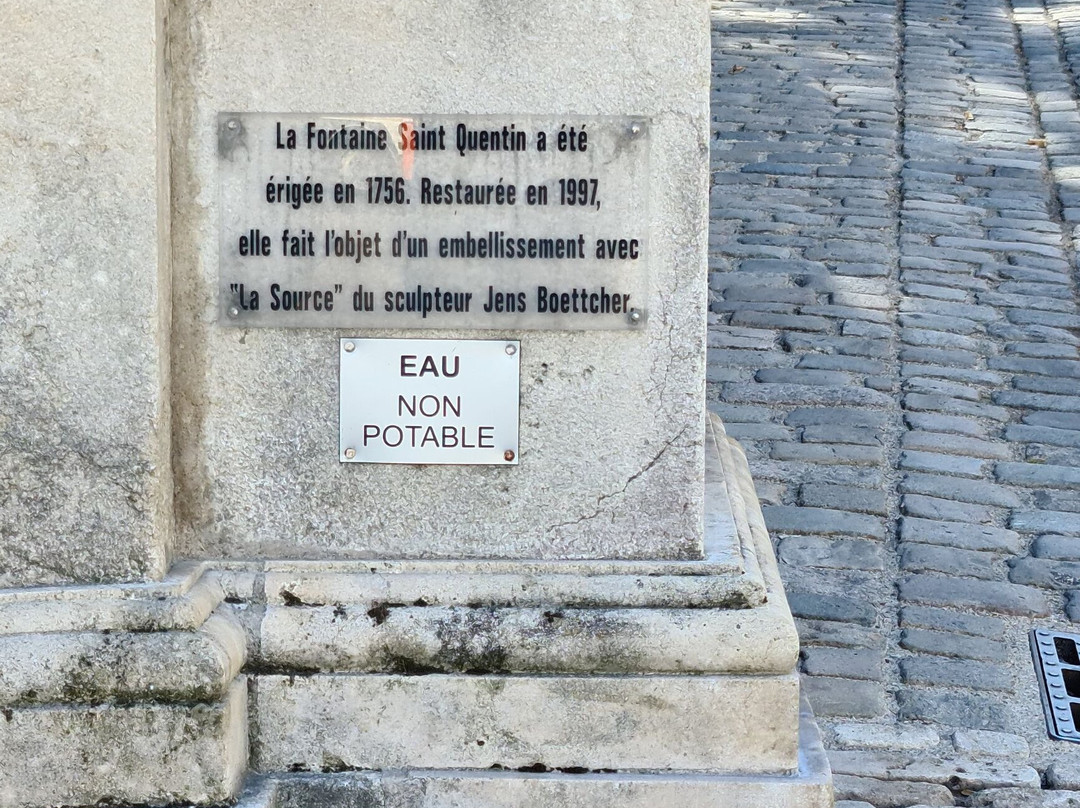 La Fontaine Saint Quentin a été
érigée en 1756. Restaurée en 1997,
elle fait l'objet d'un embellissement avec
"La Source" du sculpteur Jens Boettcher.
EAU
NON
POTABLE